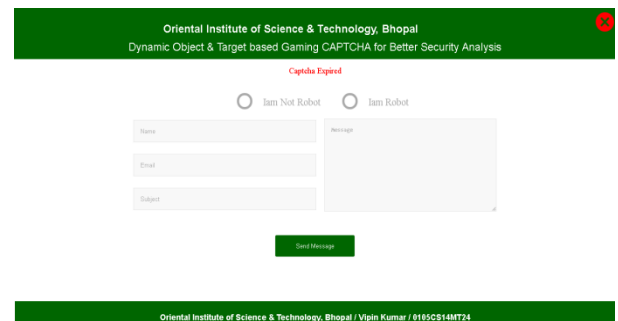 Oriental Institute of Science & Technology, Bhopal
Dynamic Object & Target based Gaming CAPTCHA for Better Security Analysis
Captcha Expired
Iam Not Robot Iam Robot
Name
Message
Email
Subject
Send Message
Oriental Institute of Science & Technology, Bhopal / Vipin Kumar / 0105CS14MT24